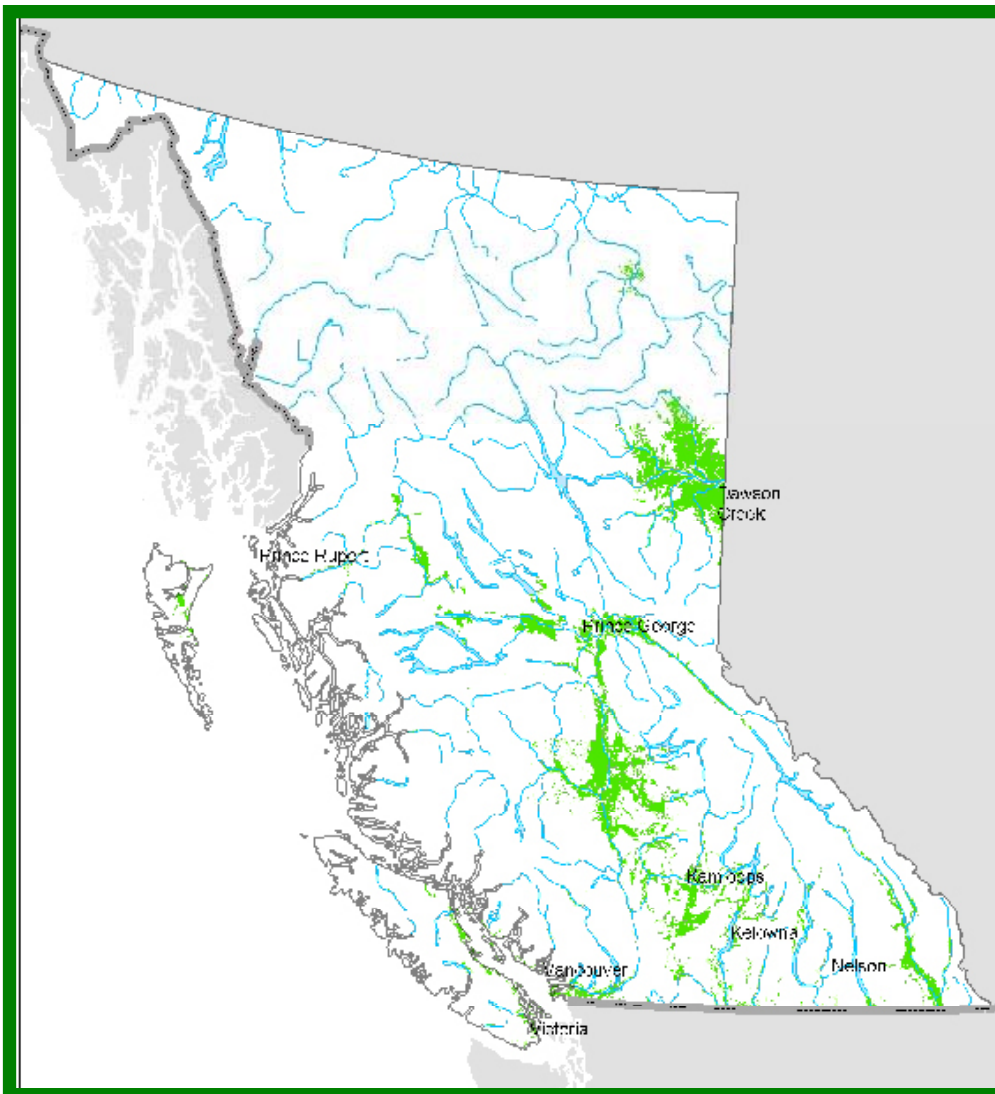 Dawson
Creek
Prince Rupert
Prince George
Kamloops
Kelowna
Nelson
Vancouver
Victoria